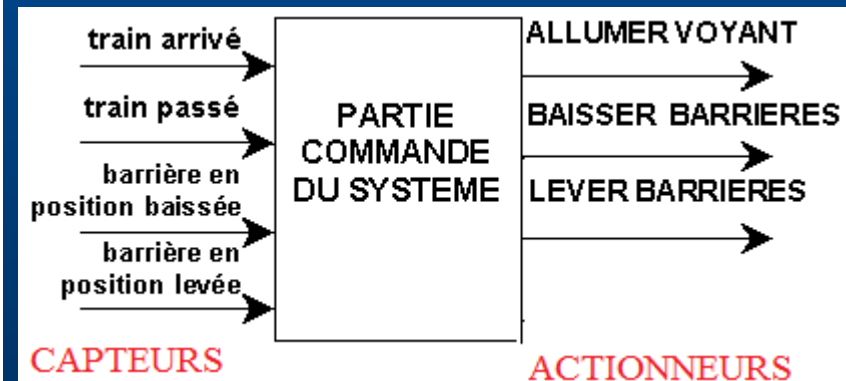 train arrivé
train passé
barrière en
position baissée
barrière en
position levée
CAPTEURS
PARTIE
COMMANDE
DU SYSTEME
ALLUMER VOYANT
BAISSER BARRIERES
LEVER BARRIERES
ACTIONNEURS